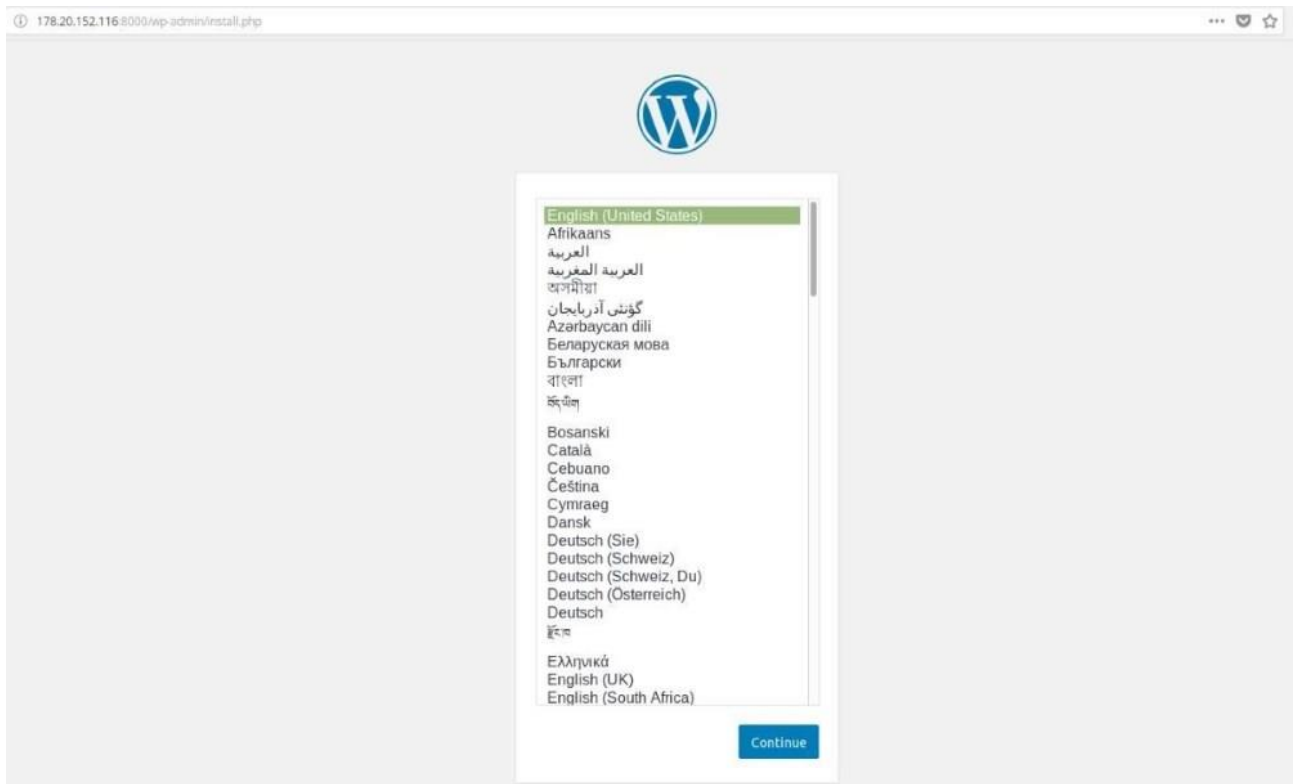 178.20.152.116:8000/wp-admin/install.php
English (United States)
Afrikaans
العربية
العربية المغربية
অসমীয়া
گؤنئی آذربایجان
Azərbaycan dili
Беларуская мова
Български
বাংলা
བོད་ཡིག
Bosanski
Català
Cebuano
Čeština
Cymraeg
Dansk
Deutsch (Sie)
Deutsch (Schweiz)
Deutsch (Schweiz, Du)
Deutsch (Österreich)
Deutsch
རྫོང་ཁ
Ελληνικά
English (UK)
English (South Africa)
Continue